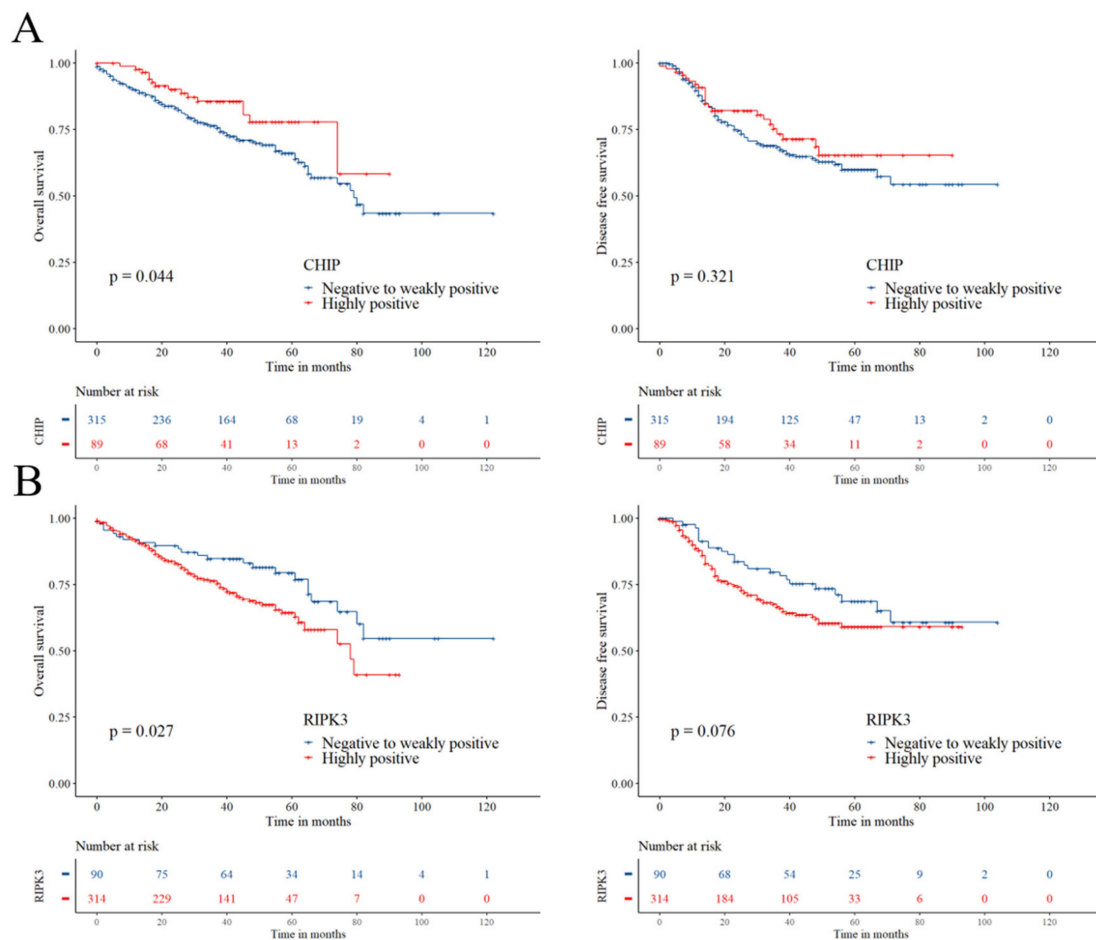 A
1.00
0.75
0.50
0.25
0.00
Overall survival
p = 0.044
CHIP
Negative to weakly positive
Highly positive
0 20 40 60 80 100 120
Time in months
Number at risk
CHIP
315 236 164 68 19 4 1
89 68 41 13 2 0 0
0 20 40 60 80 100 120
Time in months
1.00
0.75
0.50
0.25
0.00
Disease free survival
p = 0.321
CHIP
Negative to weakly positive
Highly positive
0 20 40 60 80 100 120
Time in months
Number at risk
CHIP
315 194 125 47 13 2 0
89 58 34 11 2 0 0
0 20 40 60 80 100 120
Time in months
B
1.00
0.75
0.50
0.25
0.00
Overall survival
p = 0.027
RIPK3
Negative to weakly positive
Highly positive
0 20 40 60 80 100 120
Time in months
Number at risk
RIPK3
90 75 64 34 14 4 1
314 229 141 47 7 0 0
0 20 40 60 80 100 120
Time in months
1.00
0.75
0.50
0.25
0.00
Disease free survival
p = 0.076
RIPK3
Negative to weakly positive
Highly positive
0 20 40 60 80 100 120
Time in months
Number at risk
RIPK3
90 68 54 25 9 2 0
314 184 105 33 6 0 0
0 20 40 60 80 100 120
Time in months